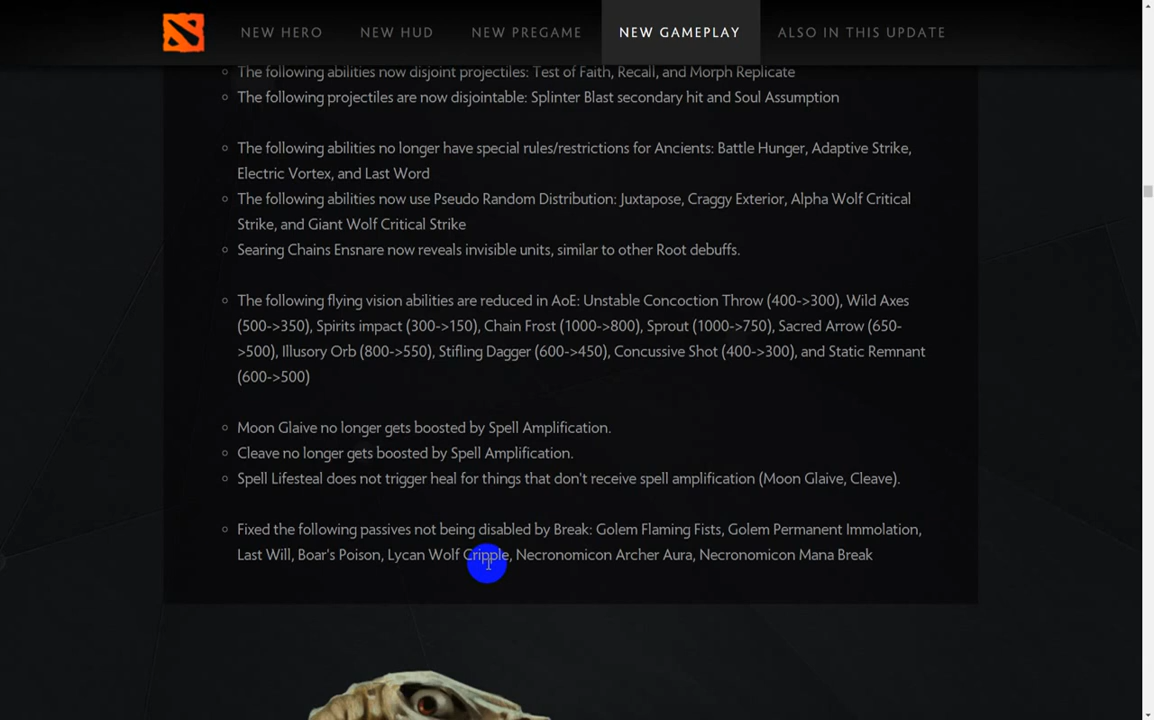 NEW HERO NEW HUD NEW PREGAME NEW GAMEPLAY ALSO IN THIS UPDATE
The following abilities now disjoint projectiles: Test of Faith, Recall, and Morph Replicate
The following projectiles are now disjointable: Splinter Blast secondary hit and Soul Assumption
The following abilities no longer have special rules/restrictions for Ancients: Battle Hunger, Adaptive Strike,
Electric Vortex, and Last Word
The following abilities now use Pseudo Random Distribution: Juxtapose, Craggy Exterior, Alpha Wolf Critical
Strike, and Giant Wolf Critical Strike
Searing Chains Ensnare now reveals invisible units, similar to other Root debuffs.
The following flying vision abilities are reduced in AoE: Unstable Concoction Throw (400->300), Wild Axes
(500->350), Spirits impact (300->150), Chain Frost (1000->800), Sprout (1000->750), Sacred Arrow (650-
>500), Illusory Orb (800->550), Stifling Dagger (600->450), Concussive Shot (400->300), and Static Remnant
(600->500)
Moon Glaive no longer gets boosted by Spell Amplification.
Cleave no longer gets boosted by Spell Amplification.
Spell Lifesteal does not trigger heal for things that don't receive spell amplification (Moon Glaive, Cleave).
Fixed the following passives not being disabled by Break: Golem Flaming Fists, Golem Permanent Immolation,
Last Will, Boar's Poison, Lycan Wolf Cripple, Necronomicon Archer Aura, Necronomicon Mana Break